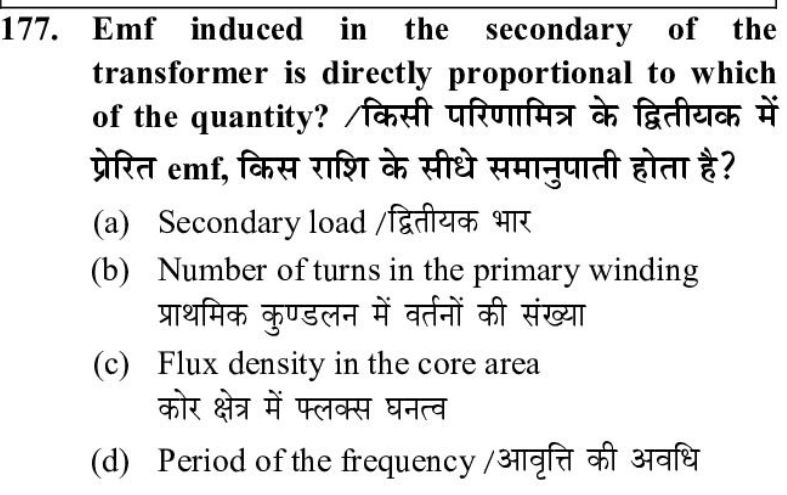 177. Emf induced in the secondary of the
transformer is directly proportional to which
of the quantity? /किसी परिणामित्र के द्वितीयक में
प्रेरित emf, किस राशि के सीधे समानुपाती होता है?
(a) Secondary load /द्वितीयक भार
(b) Number of turns in the primary winding
प्राथमिक कुण्डलन में वर्तनों की संख्या
(c) Flux density in the core area
कोर क्षेत्र में फ्लक्स घनत्व
(d) Period of the frequency /आवृत्ति की अवधि